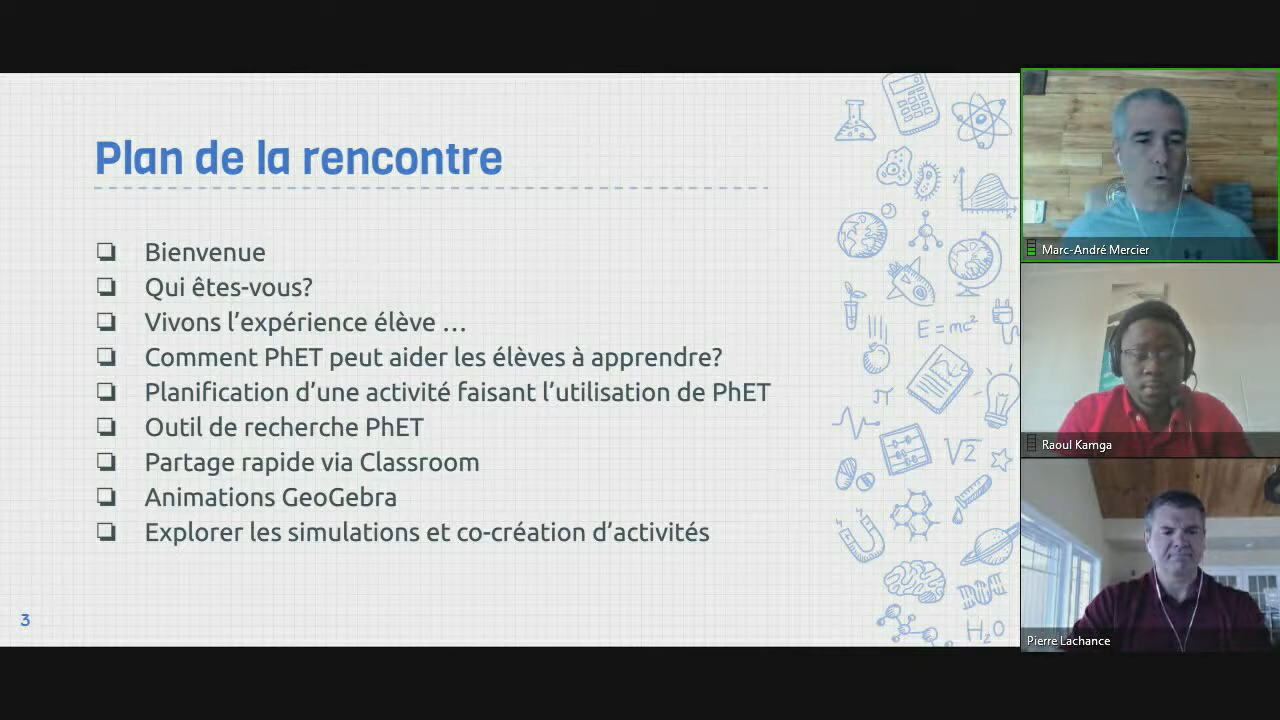 Plan de la rencontre
❏ Bienvenue
❏ Qui êtes-vous?
❏ Vivons l’expérience élève …
❏ Comment PhET peut aider les élèves à apprendre?
❏ Planification d’une activité faisant l’utilisation de PhET
❏ Outil de recherche PhET
❏ Partage rapide via Classroom
❏ Animations GeoGebra
❏ Explorer les simulations et co-création d’activités
3
E=mc²
π
√2
H₂O
Marc-André Mercier
Raoul Kamga
Pierre Lachance